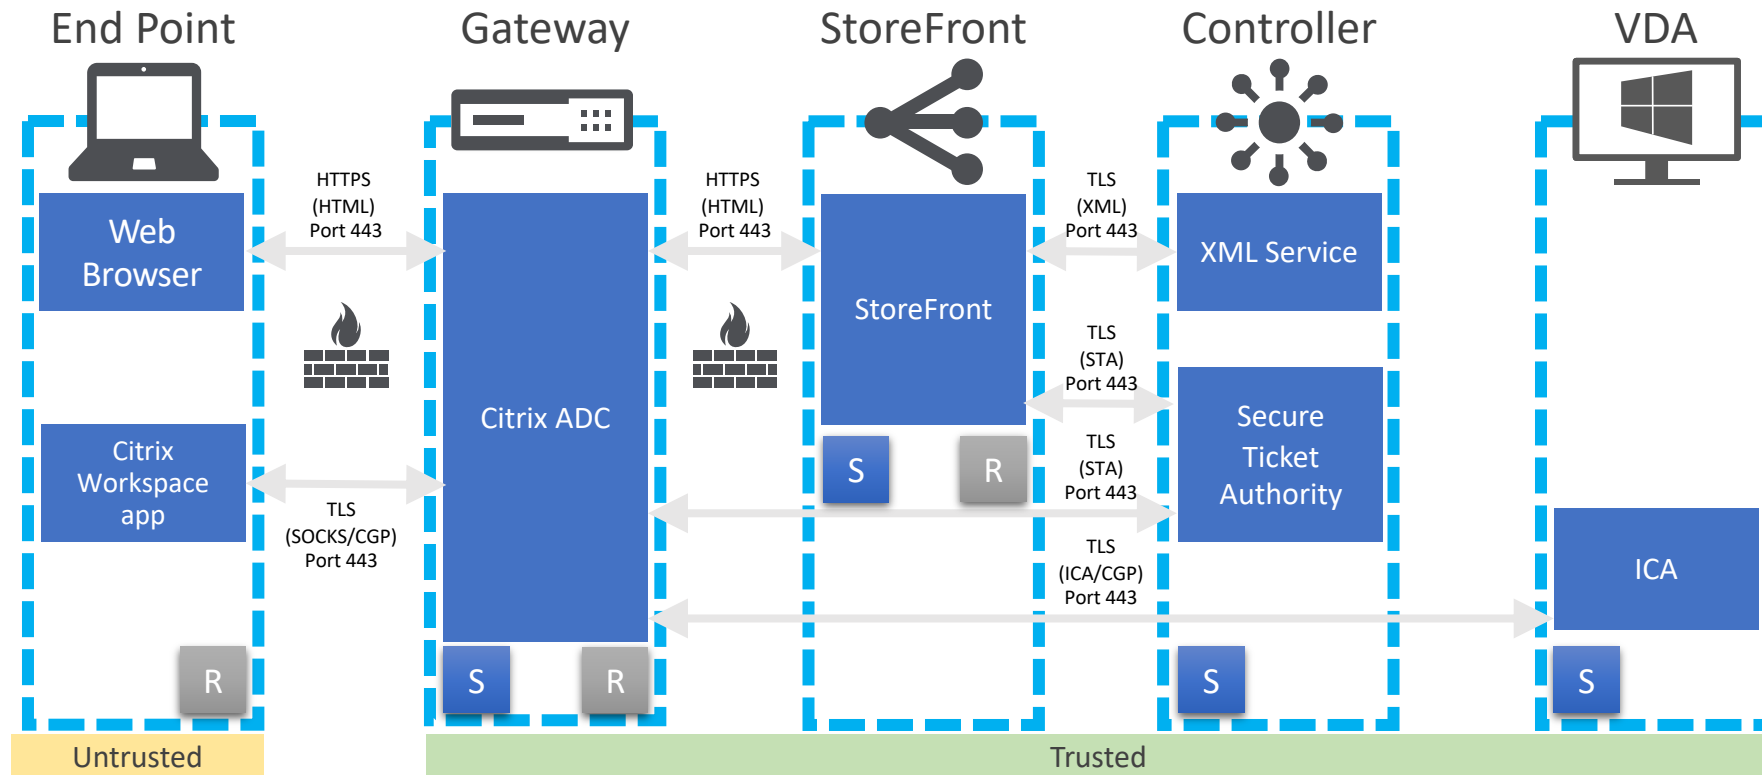 End Point
Gateway
StoreFront
Controller
VDA
HTTPS
(HTML)
Port 443
HTTPS
(HTML)
Port 443
TLS
(XML)
Port 443
Web
Browser
XML Service
StoreFront
TLS
(STA)
Port 443
Citrix ADC
Secure
Ticket
Authority
Citrix
Workspace
app
S
R
TLS
(STA)
Port 443
TLS
(SOCKS/CGP)
Port 443
TLS
(ICA/CGP)
Port 443
ICA
R
S
R
S
S
Untrusted
Trusted